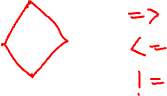 =>
<=
!=